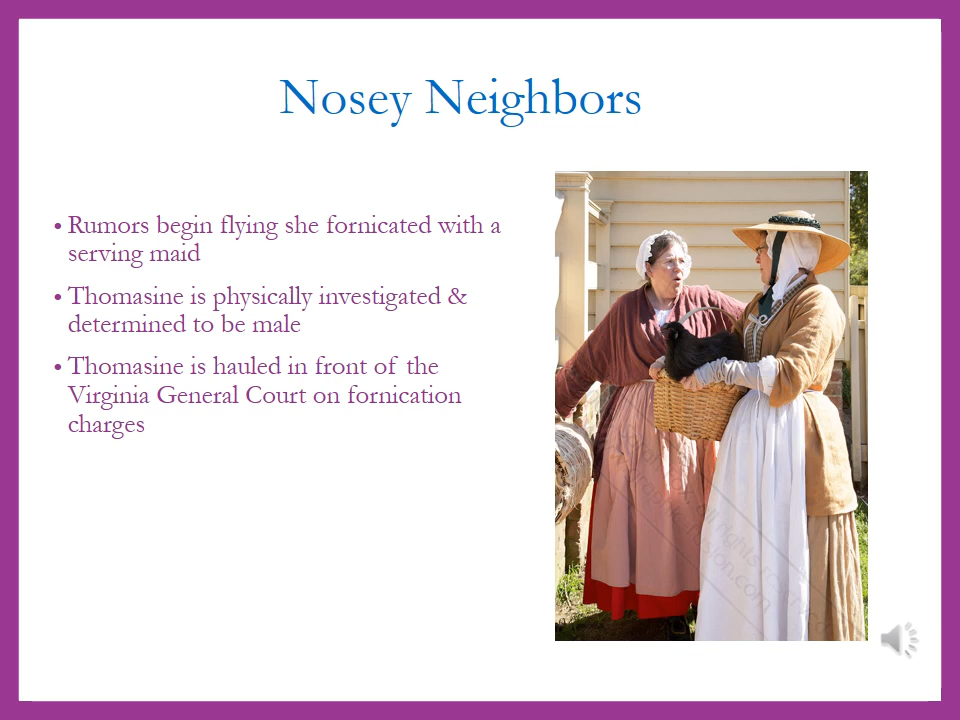 Nosey Neighbors
• Rumors begin flying she fornicated with a
serving maid
• Thomasine is physically investigated &
determined to be male
• Thomasine is hauled in front of the
Virginia General Court on fornication
charges